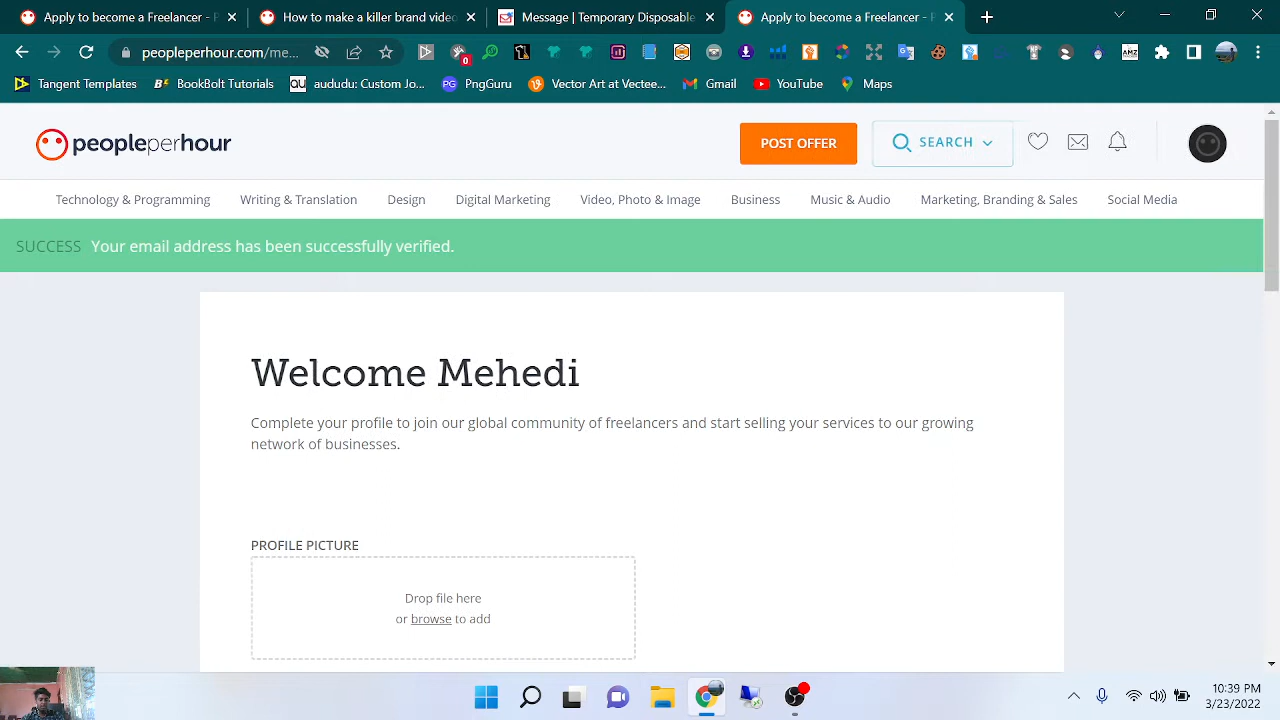 Apply to become a Freelancer - P
How to make a killer brand video
Message | Temporary Disposable
Apply to become a Freelancer - P
peopleperhour.com/me...
0
Tangent Templates
BookBolt Tutorials
QU
aududu: Custom Jo...
PG
PngGuru
Vector Art at Vectee...
Gmail
YouTube
Maps
peopleperhour
POST OFFER
SEARCH
Technology & Programming
Writing & Translation
Design
Digital Marketing
Video, Photo & Image
Business
Music & Audio
Marketing, Branding & Sales
Social Media
SUCCESS Your email address has been successfully verified.
Welcome Mehedi
Complete your profile to join our global community of freelancers and start selling your services to our growing
network of businesses.
PROFILE PICTURE
Drop file here
or browse to add
10:39 PM
3/23/2022